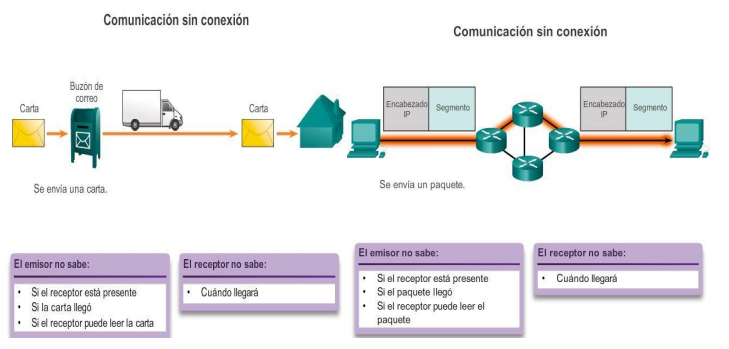 Comunicación sin conexión
Buzón de
correo
Carta
Carta
Se envía una carta.
El emisor no sabe:
• Si el receptor está presente
• Si la carta llegó
• Si el receptor puede leer la carta
El receptor no sabe:
• Cuándo llegará
Comunicación sin conexión
Encabezado
IP
Segmento
Encabezado
IP
Segmento
Se envía un paquete.
El emisor no sabe:
• Si el receptor está presente
• Si el paquete llegó
• Si el receptor puede leer el
paquete
El receptor no sabe:
• Cuándo llegará